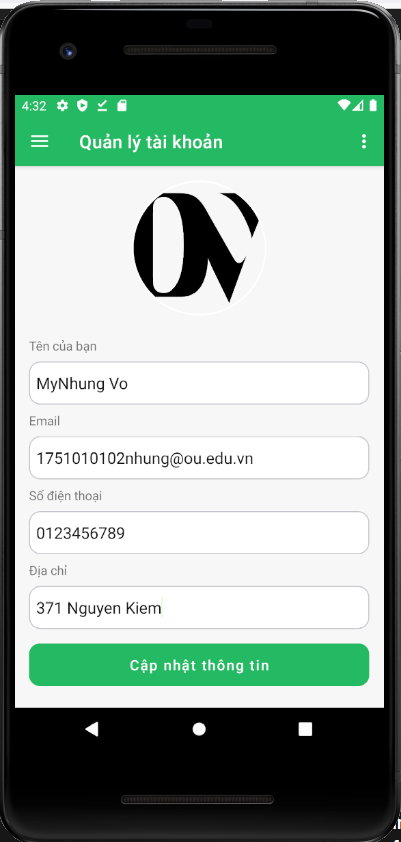 4:32
Quản lý tài khoản
Tên của bạn
MyNhung Vo
Email
1751010102nhung@ou.edu.vn
Số điện thoại
0123456789
Địa chỉ
371 Nguyen Kiem
Cập nhật thông tin